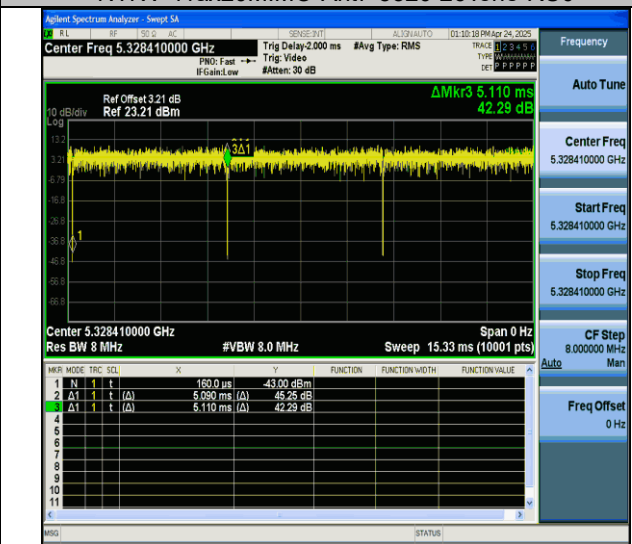 Agilent Spectrum Analyzer - Swept SA
RL RF 50 Ω AC SENSE:INT ALIGNAUTO 01:10:18 PM Apr 24, 2025
Center Freq 5.328410000 GHz
PNO: Fast
IFGain:Low
Trig Delay-2.000 ms
Trig: Video
#Atten: 30 dB
#Avg Type: RMS
TRACE 1 2 3 4 5 6
TYPE
DET P P P P P P
Frequency
Auto Tune
Center Freq
5.328410000 GHz
Start Freq
5.328410000 GHz
Stop Freq
5.328410000 GHz
CF Step
8.000000 MHz
Auto Man
Freq Offset
0 Hz
10 dB/div
Log
Ref Offset 3.21 dB
Ref 23.21 dBm
ΔMkr3 5.110 ms
42.29 dB
13.2
3.21
-6.79
-16.8
-26.8
-36.8
-46.8
-56.8
-66.8
3Δ1
1
Center 5.328410000 GHz
Res BW 8 MHz
#VBW 8.0 MHz
Span 0 Hz
Sweep 15.33 ms (10001 pts)
MKR MODE TRC SCL X Y FUNCTION FUNCTION WIDTH FUNCTION VALUE
1 N 1 t 160.0 µs -43.00 dBm
2 Δ1 1 t (Δ) 5.090 ms (Δ) 45.25 dB
3 Δ1 1 t (Δ) 5.110 ms (Δ) 42.29 dB
4
5
6
7
8
9
10
11
MSG STATUS